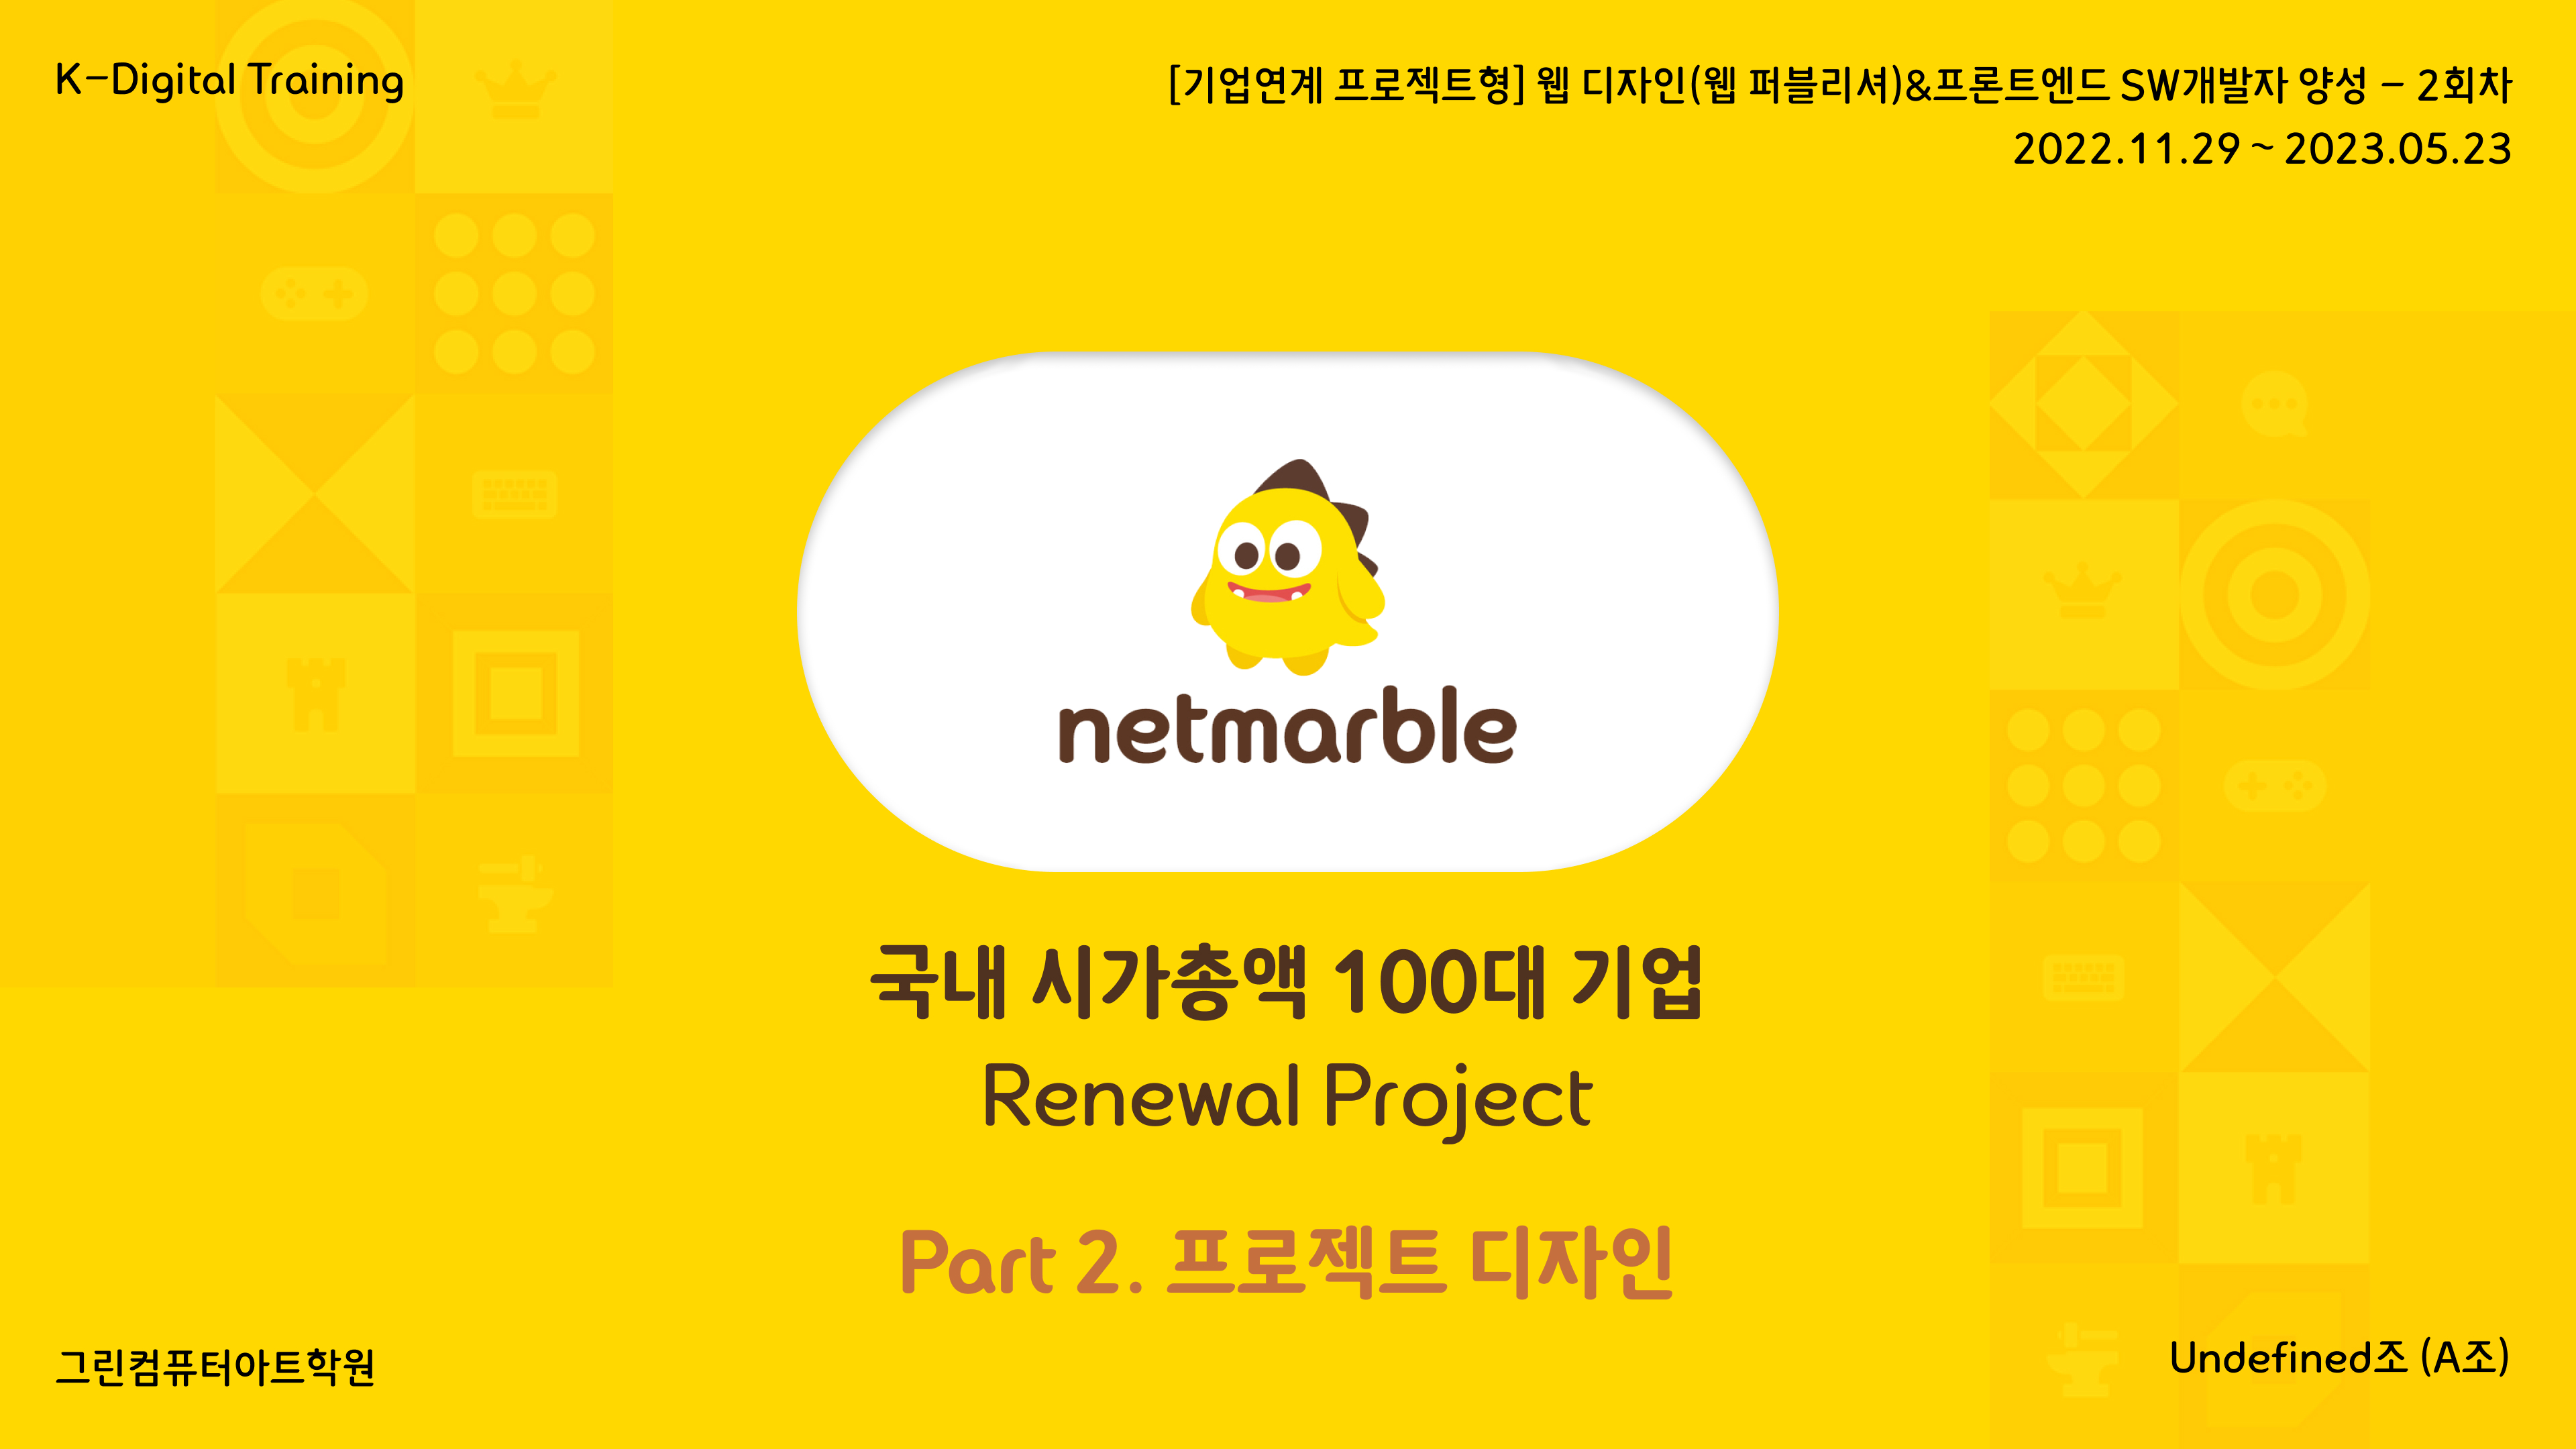 K-Digital Training
[기업연계 프로젝트형] 웹 디자인(웹 퍼블리셔)&프론트엔드 SW개발자 양성 - 2회차
2022.11.29 ~ 2023.05.23
netmarble
국내 시가총액 100대 기업
Renewal Project
Part 2. 프로젝트 디자인
그린컴퓨터아트학원
Undefined조 (A조)